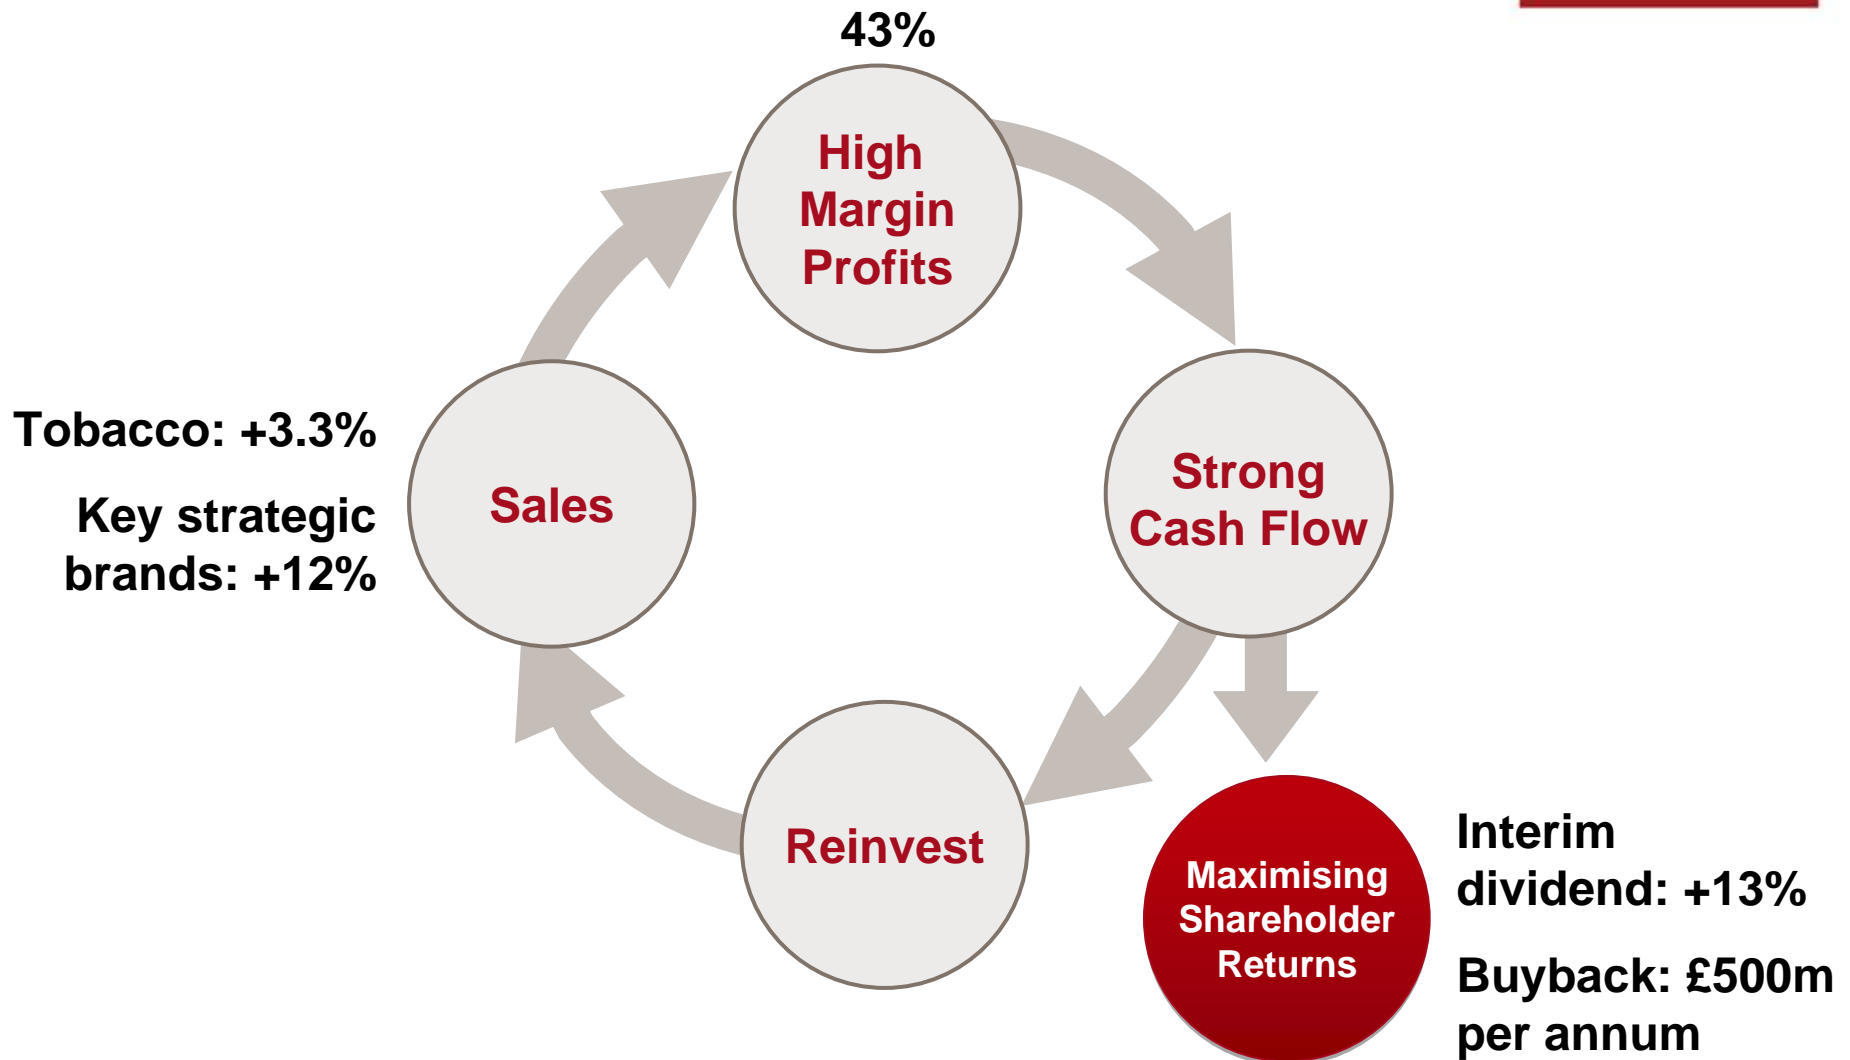 43%
High
Margin
Profits
Tobacco: +3.3%
Key strategic
brands: +12%
Sales
Strong
Cash Flow
Reinvest
Maximising
Shareholder
Returns
Interim
dividend: +13%
Buyback: £500m
per annum